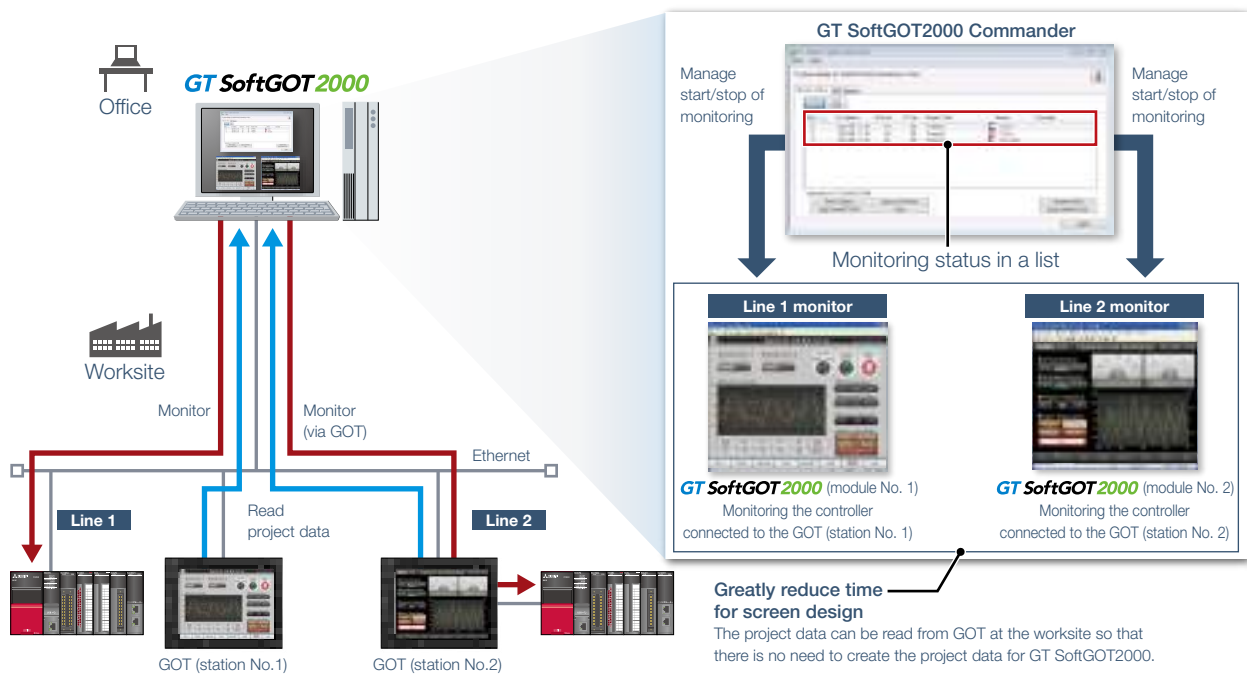 Office
GT SoftGOT2000
Worksite
Monitor
Monitor
(via GOT)
Ethernet
Line 1
Read
project data
Line 2
GOT (station No.1)
GOT (station No.2)
GT SoftGOT2000 Commander
Manage
start/stop of
monitoring
Manage
start/stop of
monitoring
Monitoring status in a list
Line 1 monitor
Line 2 monitor
GT SoftGOT2000 (module No. 1)
Monitoring the controller
connected to the GOT (station No. 1)
GT SoftGOT2000 (module No. 2)
Monitoring the controller
connected to the GOT (station No. 2)
Greatly reduce time
for screen design
The project data can be read from GOT at the worksite so that
there is no need to create the project data for GT SoftGOT2000.